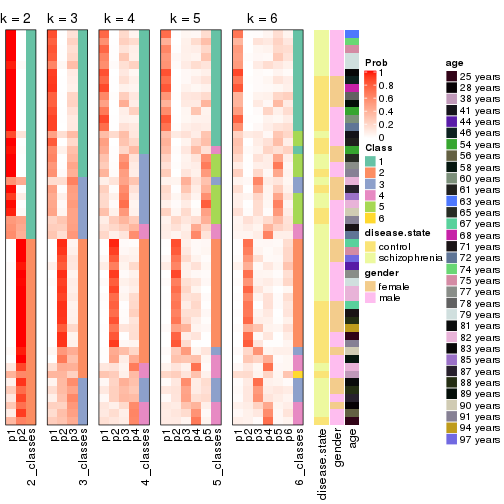 k = 2
k = 3
k = 4
k = 5
k = 6
p1
p2
2_classes
p1
p2
p3
3_classes
p1
p2
p3
p4
4_classes
p1
p2
p3
p4
p5
5_classes
p1
p2
p3
p4
p5
p6
6_classes
disease.state
gender
age
Prob
1
0.8
0.6
0.4
0.2
0
Class
1
2
3
4
5
6
disease.state
control
schizophrenia
gender
female
male
age
25 years
28 years
38 years
41 years
44 years
46 years
54 years
56 years
58 years
60 years
61 years
63 years
65 years
67 years
68 years
71 years
72 years
74 years
75 years
77 years
78 years
79 years
81 years
82 years
83 years
85 years
87 years
88 years
89 years
90 years
91 years
94 years
97 years